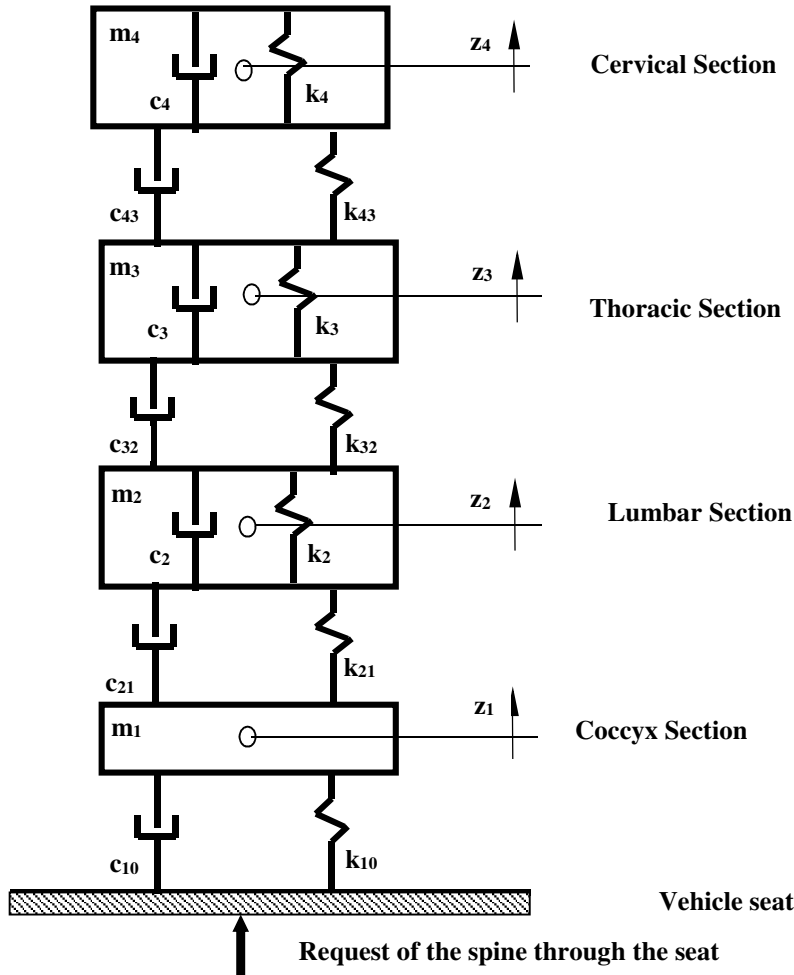 m4
z4
Cervical Section
c4
k4
c43
k43
m3
z3
Thoracic Section
c3
k3
c32
k32
m2
z2
Lumbar Section
c2
k2
c21
k21
m1
z1
Coccyx Section
c10
k10
Vehicle seat
Request of the spine through the seat